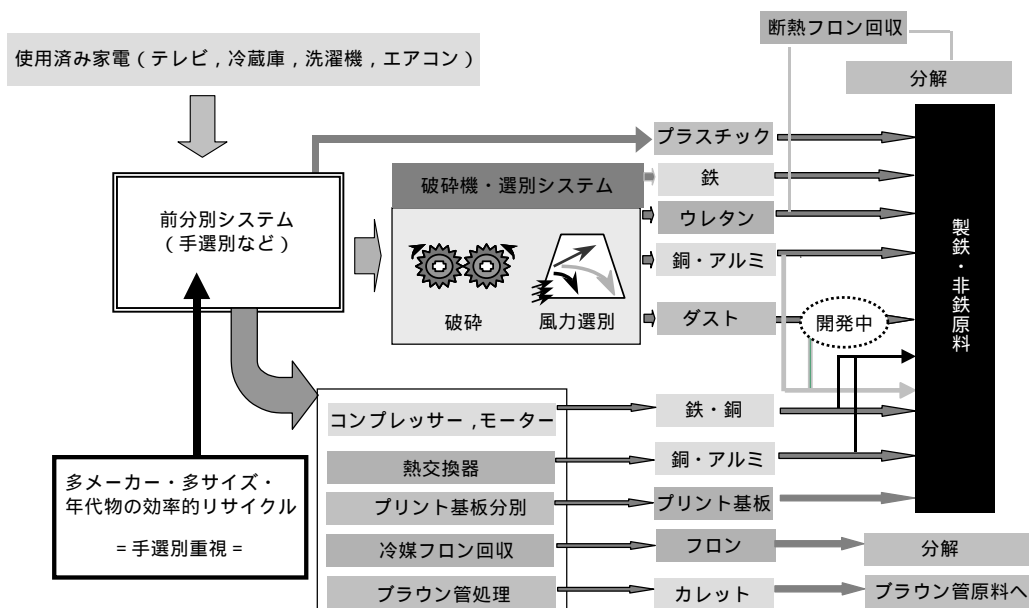 断熱フロン回収
使用済み家電（テレビ，冷蔵庫，洗濯機，エアコン）
分解
プラスチック
破砕機・選別システム
鉄
前分別システム
（手選別など）
ウレタン
銅・アルミ
破砕
風力選別
ダスト
開発中
製鉄・非鉄原料
コンプレッサー，モーター
鉄・銅
熱交換器
銅・アルミ
多メーカー・多サイズ・
年代物の効率的リサイクル
=手選別重視=
プリント基板分別
プリント基板
冷媒フロン回収
フロン
分解
ブラウン管処理
カレット
ブラウン管原料へ